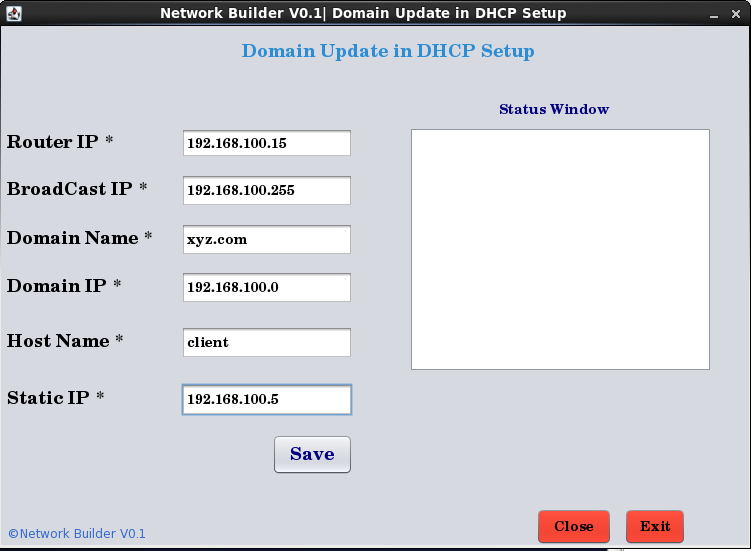 Network Builder V0.1| Domain Update in DHCP Setup
Domain Update in DHCP Setup
Status Window
Router IP * 192.168.100.15
BroadCast IP * 192.168.100.255
Domain Name * xyz.com
Domain IP * 192.168.100.0
Host Name * client
Static IP * 192.168.100.5
Save
Close Exit
©Network Builder V0.1